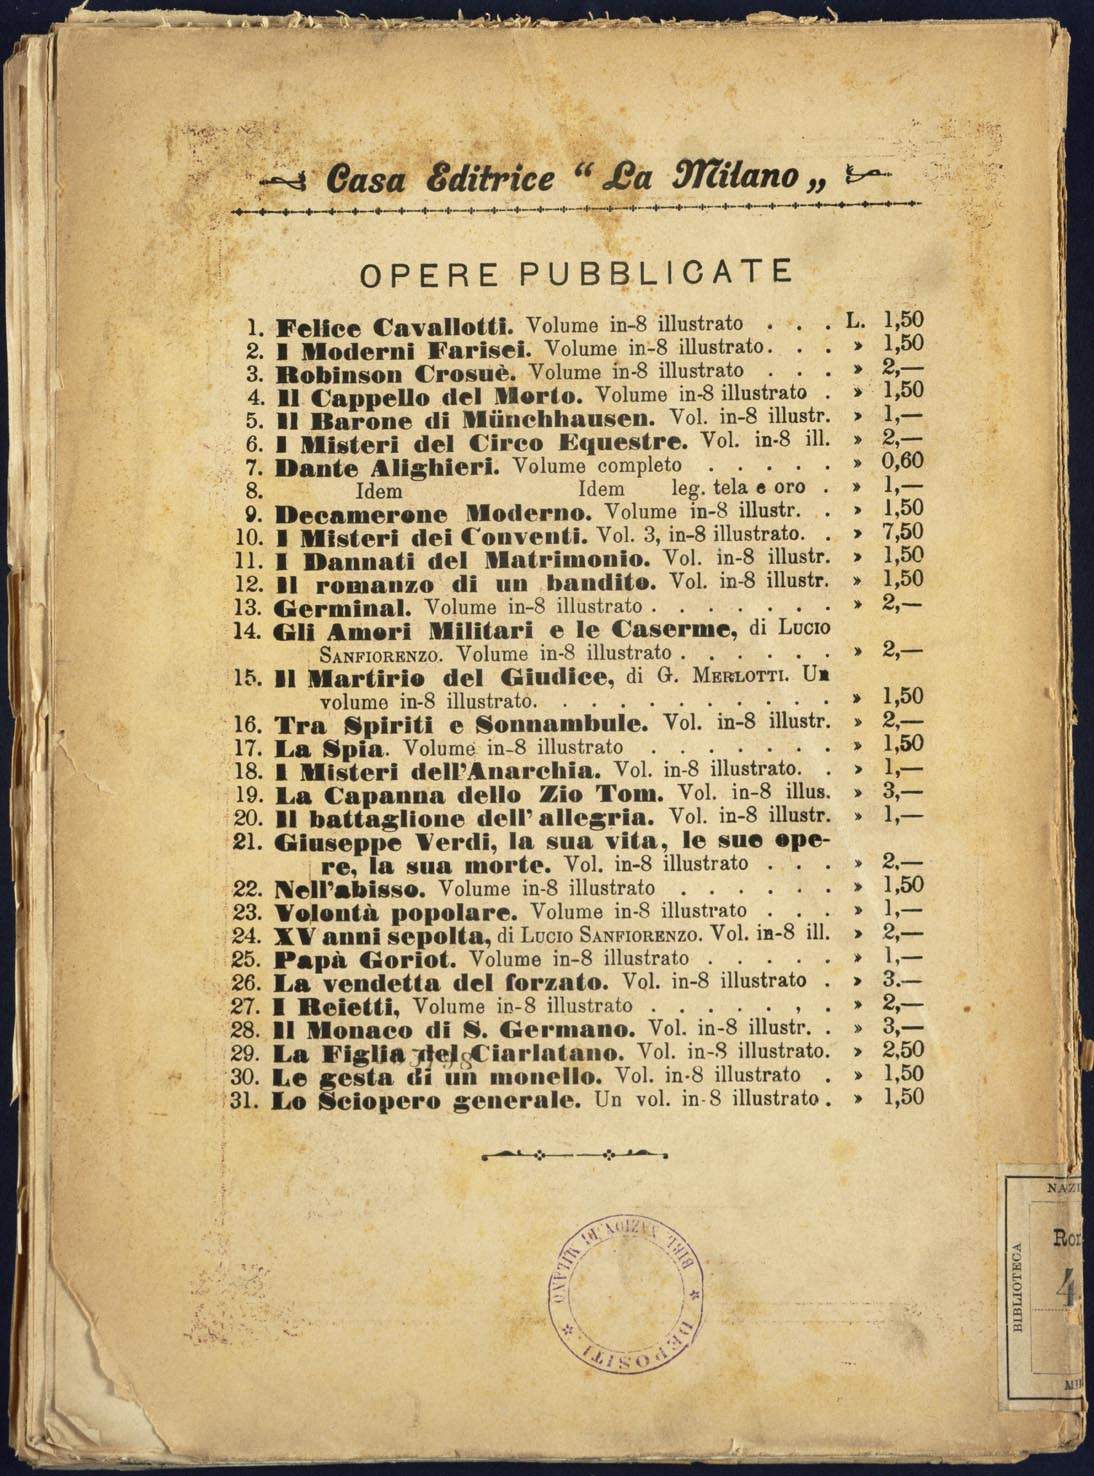 Casa Editrice “ La Milano „
OPERE PUBBLICATE
1. Felice Cavallotti. Volume in-8 illustrato . . . L. 1,50
2. I Moderni Farisei. Volume in-8 illustrato. . . » 1,50
3. Robinson Crosuè. Volume in-8 illustrato . . . » 2,—
4. Il Cappello del Morto. Volume in-8 illustrato . » 1,50
5. Il Barone di Münchhausen. Vol. in-8 illustr. » 1,—
6. I Misteri del Circo Equestre. Vol. in-8 ill. » 2,—
7. Dante Alighieri. Volume completo . . . . . » 0,60
8. Idem Idem leg. tela e oro . » 1,—
9. Decamerone Moderno. Volume in-8 illustr. . » 1,50
10. I Misteri dei Conventi. Vol. 3, in-8 illustrato. . » 7,50
11. I Dannati del Matrimonio. Vol. in-8 illustr. » 1,50
12. Il romanzo di un bandito. Vol. in-8 illustr. » 1,50
13. Germinal. Volume in-8 illustrato . . . . . . . » 2,—
14. Gli Amori Militari e le Caserme, di Lucio
Sanfiorenzo. Volume in-8 illustrato . . . . . . » 2,—
15. Il Martirio del Giudice, di G. Merlotti. Un
volume in-8 illustrato. . . . . . . . . . . » 1,50
16. Tra Spiriti e Sonnambule. Vol. in-8 illustr. » 2,—
17. La Spia. Volume in-8 illustrato . . . . . . . » 1,50
18. I Misteri dell'Anarchia. Vol. in-8 illustrato. . » 1,—
19. La Capanna dello Zio Tom. Vol. in-8 illus. » 3,—
20. Il battaglione dell'allegria. Vol. in-8 illustr. » 1,—
21. Giuseppe Verdi, la sua vita, le sue ope-
re, la sua morte. Vol. in-8 illustrato . . . » 2,—
22. Nell'abisso. Volume in-8 illustrato . . . . . . » 1,50
23. Volontà popolare. Volume in-8 illustrato . . . » 1,—
24. XV anni sepolta, di Lucio Sanfiorenzo. Vol. in-8 ill. » 2,—
25. Papà Goriot. Volume in-8 illustrato . . . . . » 1,—
26. La vendetta del forzato. Vol. in-8 illustrato . » 3.—
27. I Reietti, Volume in-8 illustrato . . . . . . , . » 2,—
28. Il Monaco di S. Germano. Vol. in-8 illustr. . » 3,—
29. La Figlia del Ciarlatano. Vol. in-8 illustrato. » 2,50
30. Le gesta di un monello. Vol. in-8 illustrato . » 1,50
31. Lo Sciopero generale. Un vol. in-8 illustrato . » 1,50
BIBL. NAZION. DI MILANO
DEPOSITI
BIBLIOTECA
4